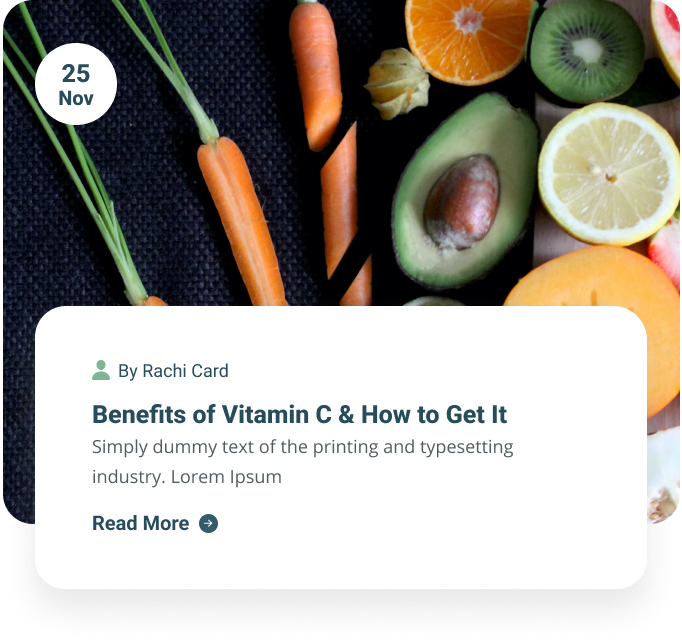 25
Nov
By Rachi Card
Benefits of Vitamin C & How to Get It
Simply dummy text of the printing and typesetting
industry. Lorem Ipsum
Read More